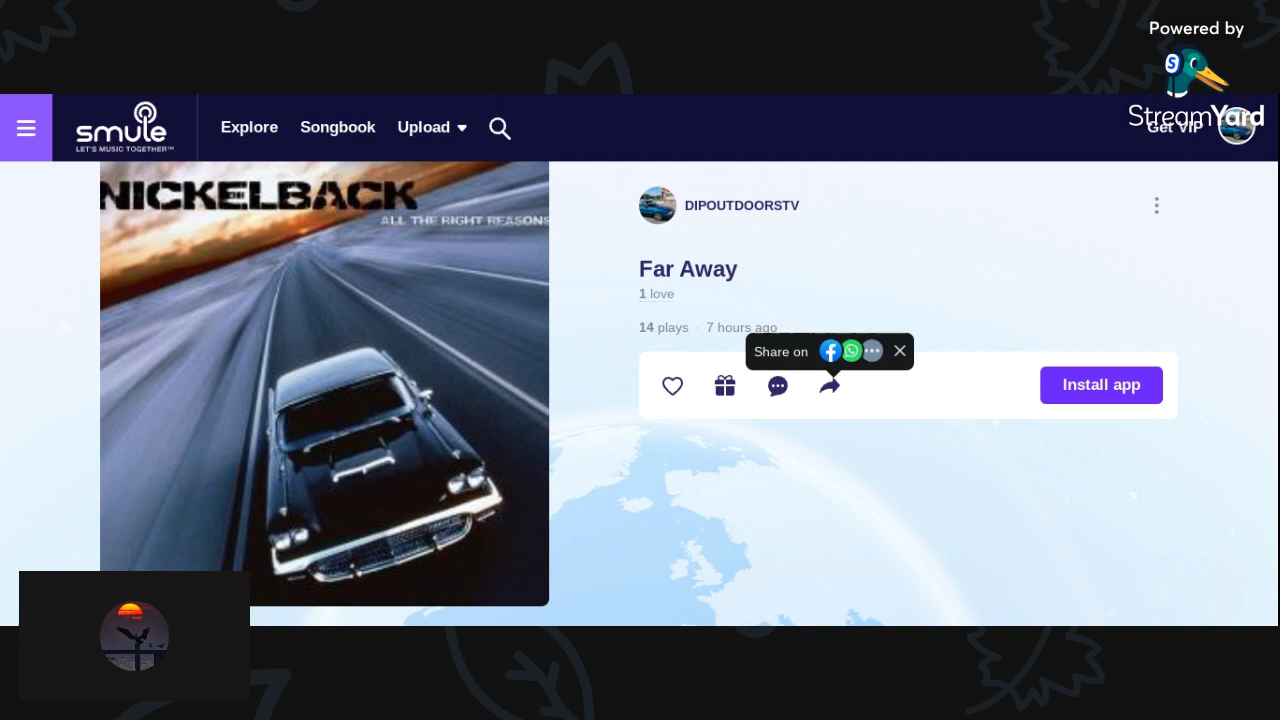 Powered by
StreamYard
smule
LET'S MUSIC TOGETHER™
Explore
Songbook
Upload
Get VIP
NICKELBACK
ALL THE RIGHT REASONS
DIPOUTDOORSTV
Far Away
1 love
14 plays · 7 hours ago
Share on
Install app